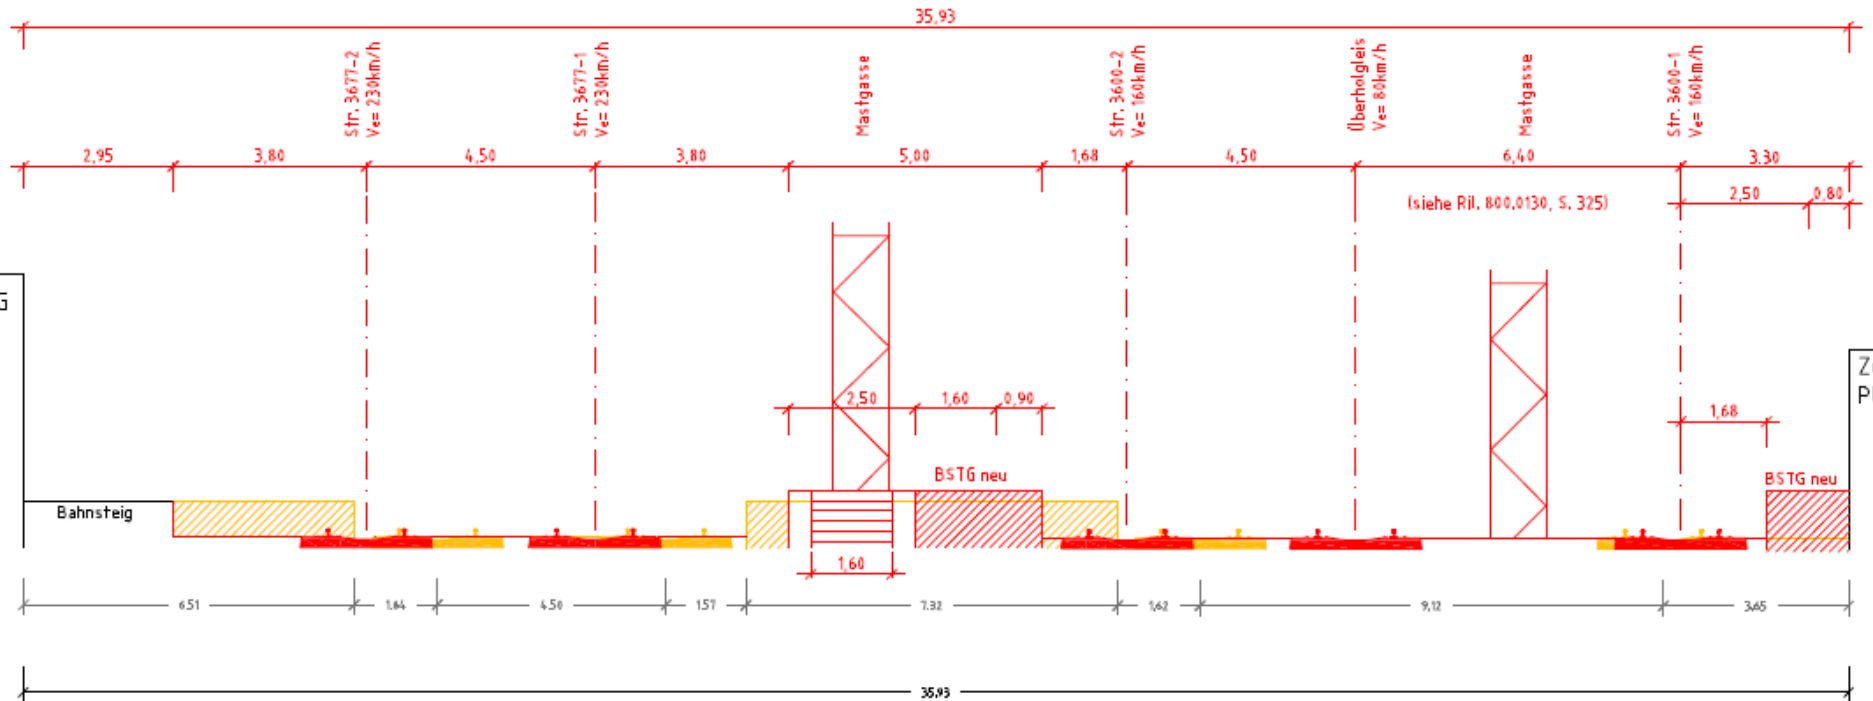 35,93
Str. 3677-2
Ve= 230km/h
Str. 3677-1
Ve= 230km/h
Mastgasse
Str. 3600-2
Ve= 160km/h
Überholgleis
Ve= 80km/h
Mastgasse
Str. 3600-1
Ve= 160km/h
2,95
3,80
4,50
3,80
5,00
1,68
4,50
6,40
3.30
(siehe Ril. 800.0130, S. 325)
2,50
0,80
G
2,50
1,60
0,90
1,68
BSTG neu
BSTG neu
Bahnsteig
1,60
6.51
1.84
4.50
1.57
7.32
1,62
9,12
3,65
35,93